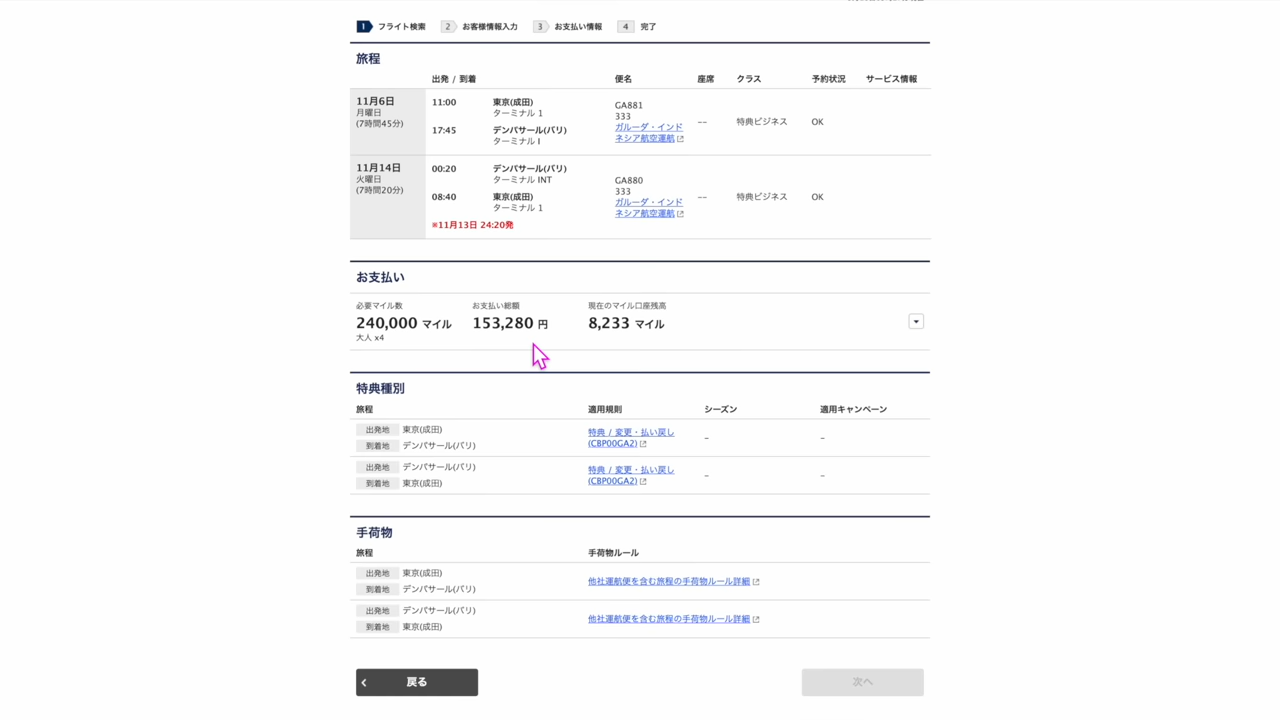 1 フライト検索 2 お客様情報入力 3 お支払い情報 4 完了
旅程
出発 / 到着 便名 座席 クラス 予約状況 サービス情報
11月6日
月曜日
(7時間45分)
11:00 東京(成田)
ターミナル 1
17:45 デンパサール(バリ)
ターミナル I
GA881
333
ガルーダ・インド
ネシア航空運航
-- 特典ビジネス OK
11月14日
火曜日
(7時間20分)
00:20 デンパサール(バリ)
ターミナル INT
08:40 東京(成田)
ターミナル 1
※11月13日 24:20発
GA880
333
ガルーダ・インド
ネシア航空運航
-- 特典ビジネス OK
お支払い
必要マイル数 お支払い総額 現在のマイル口座残高
240,000 マイル 153,280 円 8,233 マイル
大人 x4
特典種別
旅程 適用規則 シーズン 適用キャンペーン
出発地 東京(成田)
到着地 デンパサール(バリ)
特典 / 変更・払い戻し
(CBP00GA2)
- -
出発地 デンパサール(バリ)
到着地 東京(成田)
特典 / 変更・払い戻し
(CBP00GA2)
- -
手荷物
旅程 手荷物ルール
出発地 東京(成田)
到着地 デンパサール(バリ)
他社運航便を含む旅程の手荷物ルール詳細
出発地 デンパサール(バリ)
到着地 東京(成田)
他社運航便を含む旅程の手荷物ルール詳細
戻る 次へ